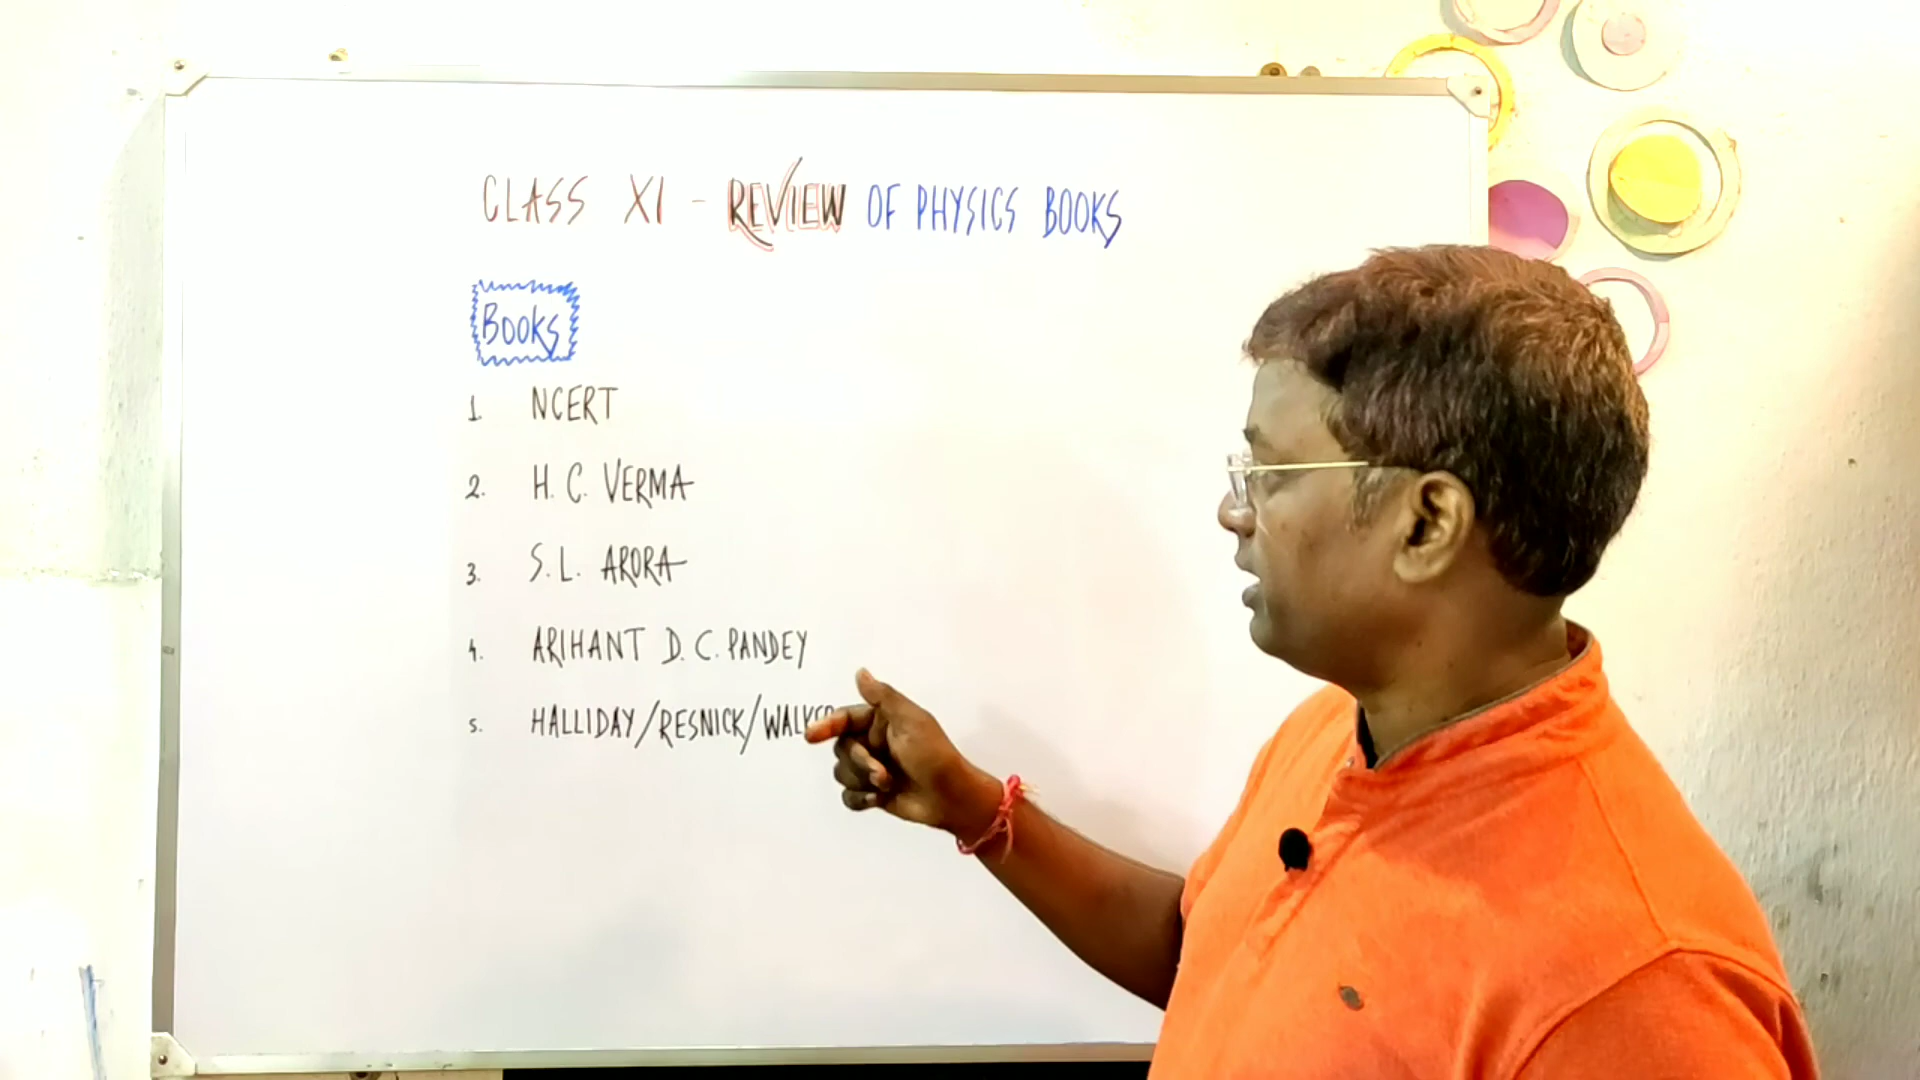 CLASS XI - REVIEW OF PHYSICS BOOKS
BOOKS
1. NCERT
2. H. C. VERMA
3. S. L. ARORA
4. ARIHANT D. C. PANDEY
5. HALLIDAY/RESNICK/WALKER